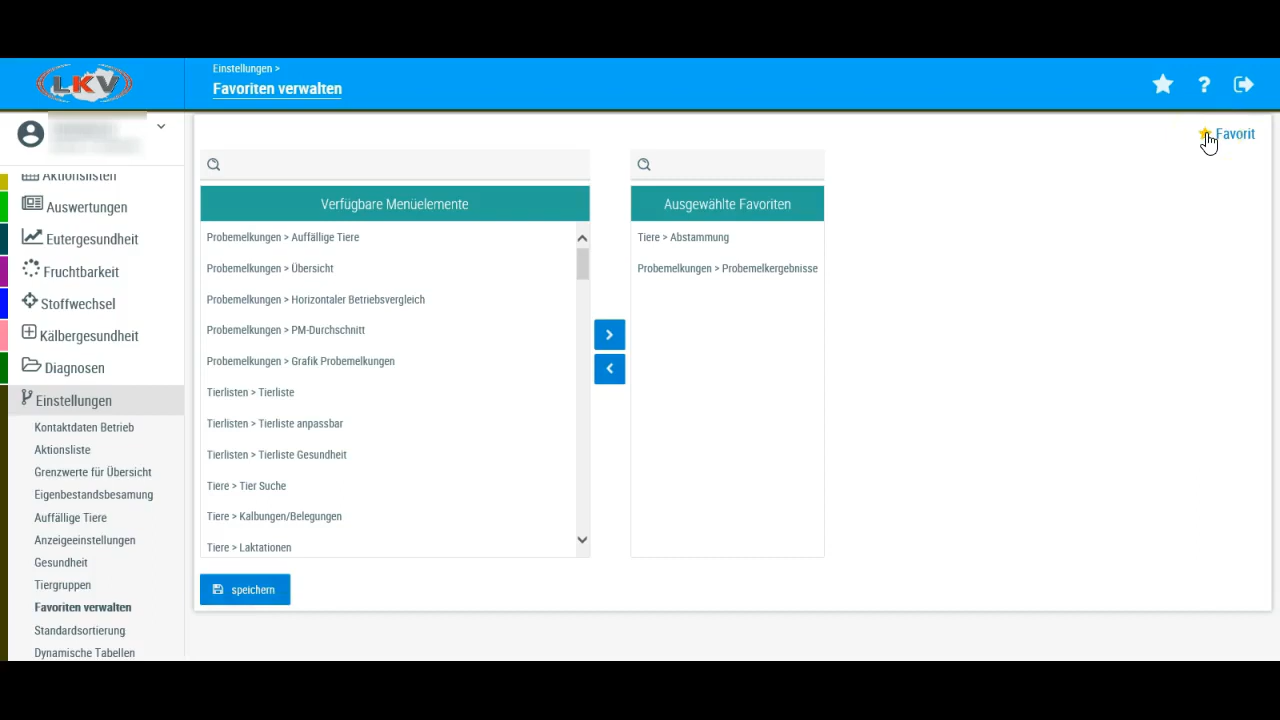 LKV
Einstellungen >
Favoriten verwalten
?
Favorit
Aktionslisten
Auswertungen
Eutergesundheit
Fruchtbarkeit
Stoffwechsel
Kälbergesundheit
Diagnosen
Einstellungen
Kontaktdaten Betrieb
Aktionsliste
Grenzwerte für Übersicht
Eigenbestandsbesamung
Auffällige Tiere
Anzeigeeinstellungen
Gesundheit
Tiergruppen
Favoriten verwalten
Standardsortierung
Dynamische Tabellen
Verfügbare Menüelemente
Probemelkungen > Auffällige Tiere
Probemelkungen > Übersicht
Probemelkungen > Horizontaler Betriebsvergleich
Probemelkungen > PM-Durchschnitt
Probemelkungen > Grafik Probemelkungen
Tierlisten > Tierliste
Tierlisten > Tierliste anpassbar
Tierlisten > Tierliste Gesundheit
Tiere > Tier Suche
Tiere > Kalbungen/Belegungen
Tiere > Laktationen
Ausgewählte Favoriten
Tiere > Abstammung
Probemelkungen > Probemelkergebnisse
speichern